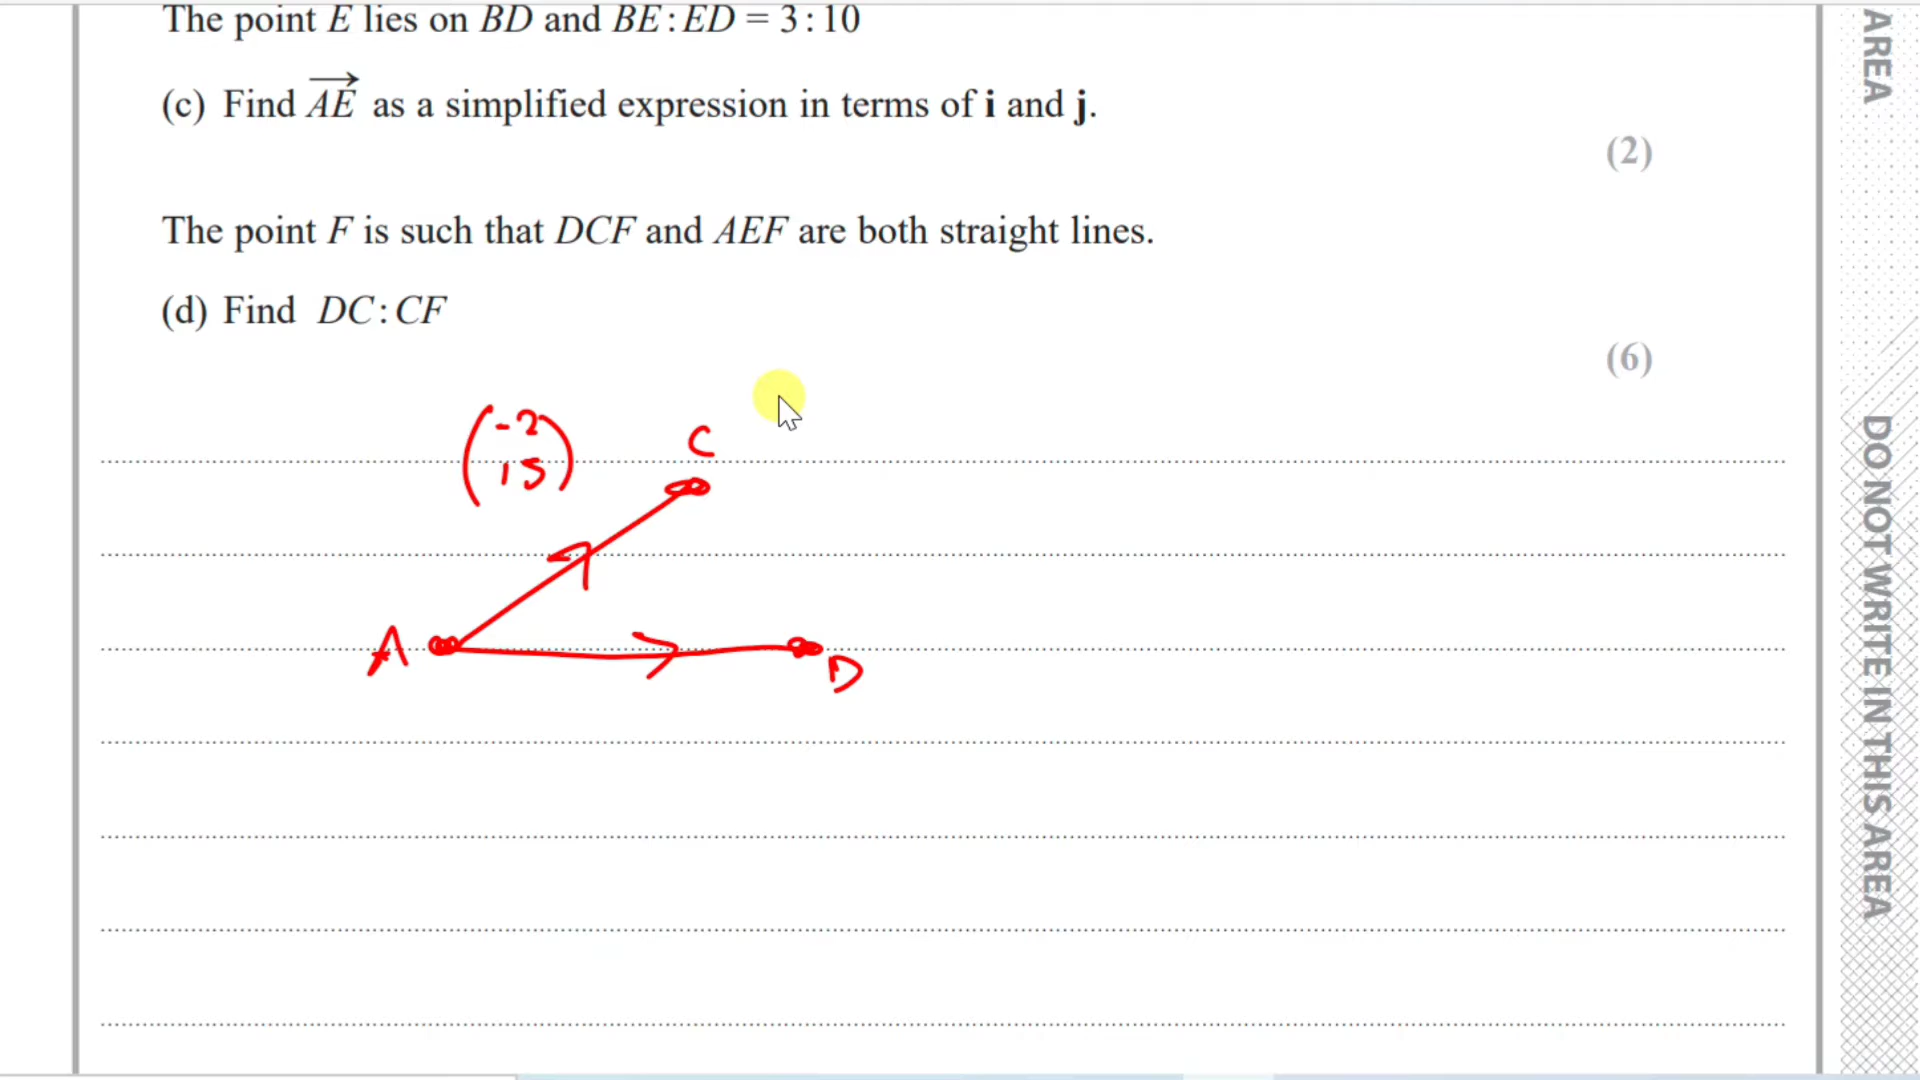 The point E lies on BD and BE : ED = 3 : 10
(c) Find AE as a simplified expression in terms of i and j.
(2)
The point F is such that DCF and AEF are both straight lines.
(d) Find DC : CF
(6)
-2
15
C
A
D
AREA
DO NOT WRITE IN THIS AREA